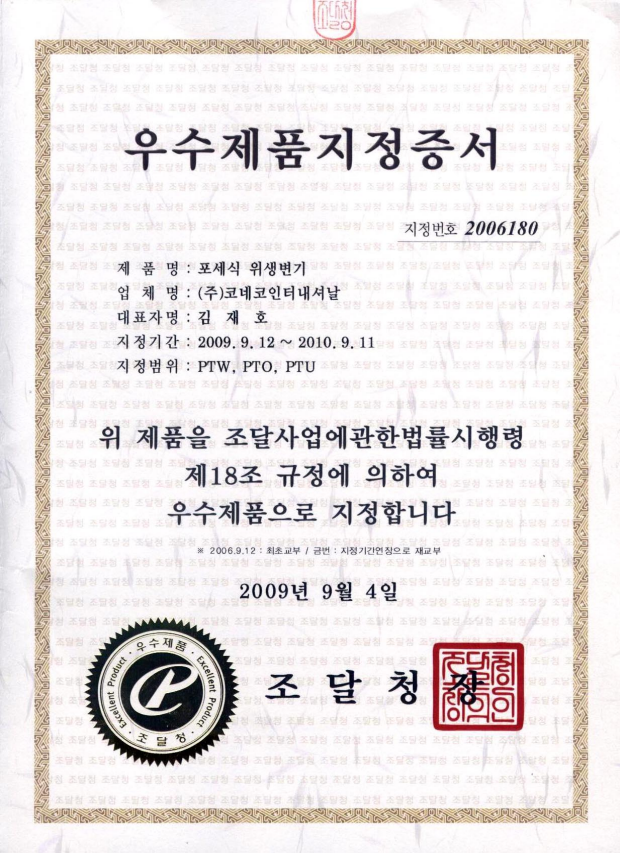 우수제품지정증서
지정번호 2006180
제 품 명 : 포세식 위생변기
업 체 명 : (주)코네코인터내셔날
대표자명 : 김 재 호
지정기간 : 2009. 9. 12 ~ 2010. 9. 11
지정범위 : PTW, PTO, PTU
위 제품을 조달사업에관한법률시행령
제18조 규정에 의하여
우수제품으로 지정합니다
※ 2006.9.12 : 최초교부 / 금번 : 지정기간연장으로 재교부
2009년 9월 4일
· 우수제품 ·
Excellent Product
Excellent Product
· 조달청 ·
조 달 청 장